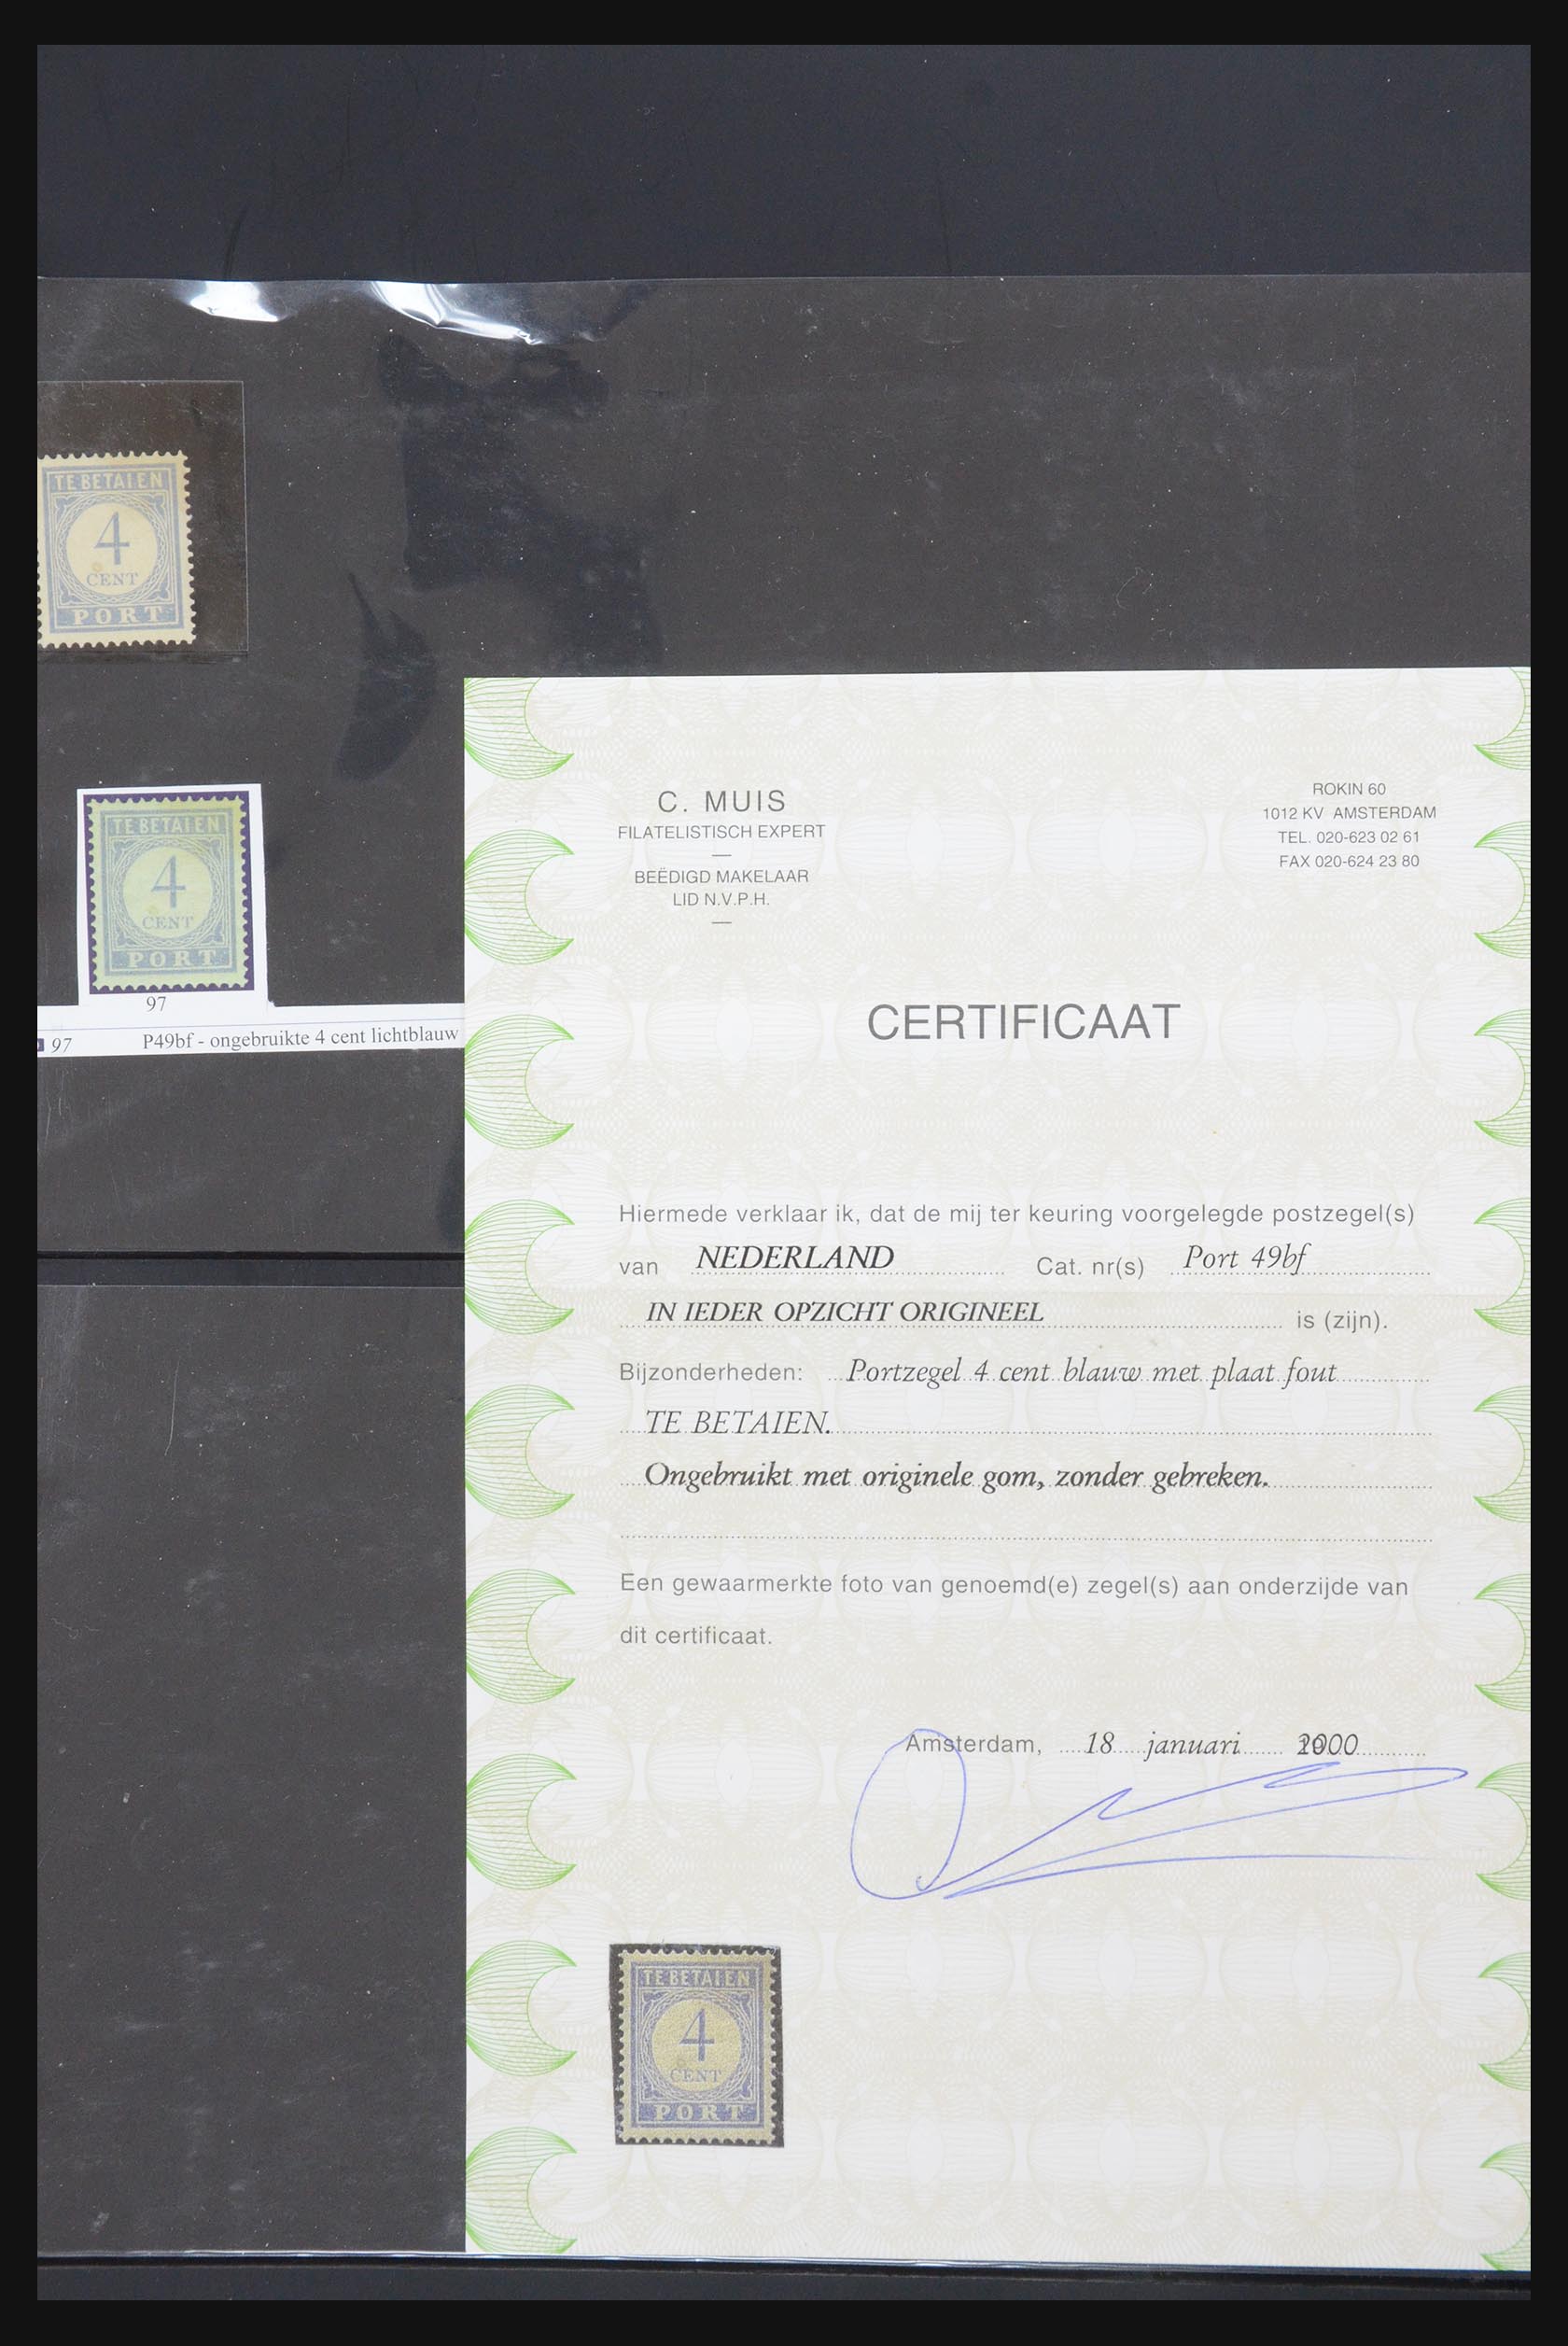 TE BETAIEN
4
CENT
PORT
TE BETAIEN
4
CENT
PORT
97
97 P49bf - ongebruikte 4 cent lichtblauw
C. MUIS
FILATELISTISCH EXPERT
BEËDIGD MAKELAAR
LID N.V.P.H.
ROKIN 60
1012 KV AMSTERDAM
TEL. 020-623 02 61
FAX 020-624 23 80
CERTIFICAAT
Hiermede verklaar ik, dat de mij ter keuring voorgelegde postzegel(s)
van NEDERLAND Cat. nr(s) Port 49bf
IN IEDER OPZICHT ORIGINEEL is (zijn).
Bijzonderheden: Portzegel 4 cent blauw met plaat fout
TE BETAIEN.
Ongebruikt met originele gom, zonder gebreken.
Een gewaarmerkte foto van genoemd(e) zegel(s) aan onderzijde van
dit certificaat.
Amsterdam, 18 januari 2000
TE BETAIEN
4
CENT
PORT